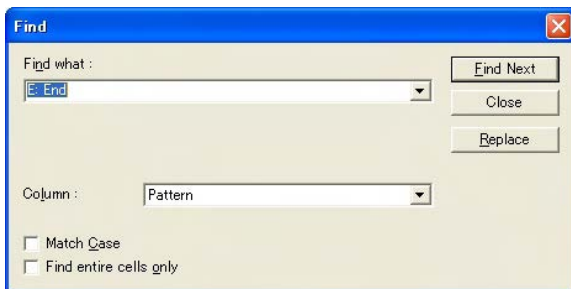 Find
Find what :
E: End
Find Next
Close
Replace
Column :
Pattern
Match Case
Find entire cells only